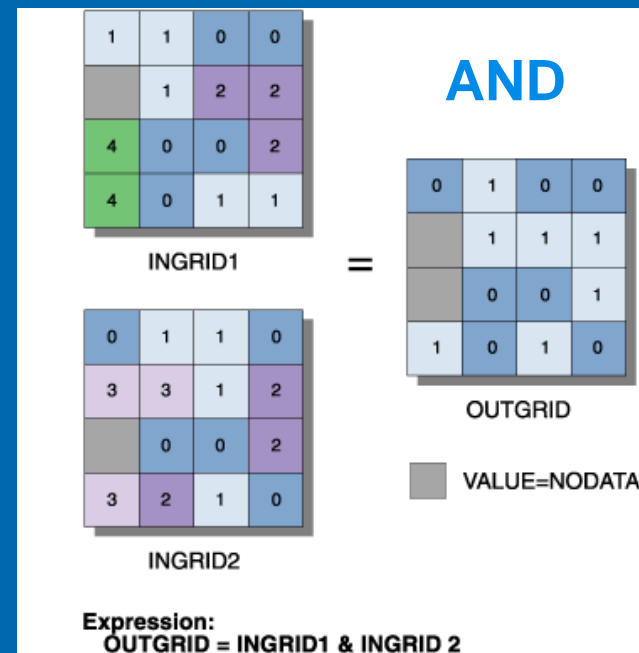 1 1 0 0
1 2 2
4 0 0 2
4 0 1 1
INGRID1
AND
=
0 1 1 0
3 3 1 2
0 0 2
3 2 1 0
INGRID2
0 1 0 0
1 1 1
0 0 1
1 0 1 0
OUTGRID
VALUE=NODATA
Expression:
OUTGRID = INGRID1 & INGRID 2